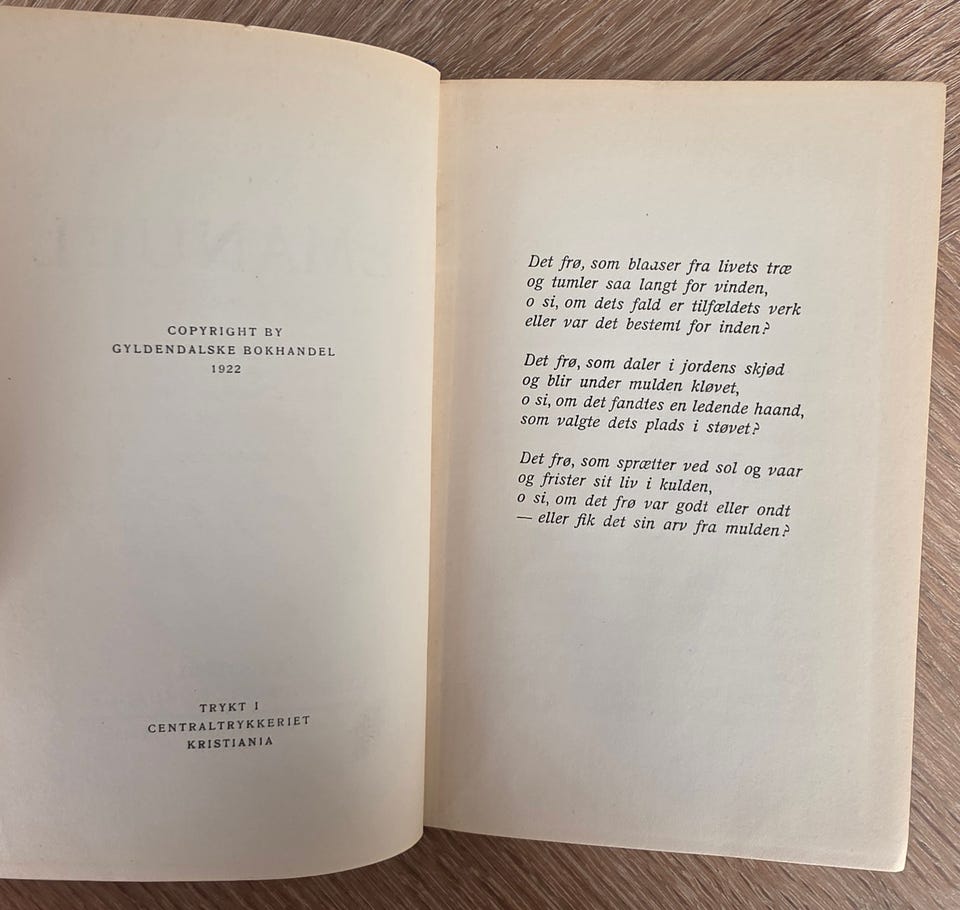 COPYRIGHT BY
GYLDENDALSKE BOKHANDEL
1922
TRYKT I
CENTRALTRYKKERIET
KRISTIANIA
Det frø, som blaaser fra livets træ
og tumler saa langt for vinden,
o si, om dets fald er tilfældets verk
eller var det bestemt for inden?
Det frø, som daler i jordens skjød
og blir under mulden kløvet,
o si, om det fandtes en ledende haand,
som valgte dets plads i støvet?
Det frø, som sprætter ved sol og vaar
og frister sit liv i kulden,
o si, om det frø var godt eller ondt
— eller fik det sin arv fra mulden?